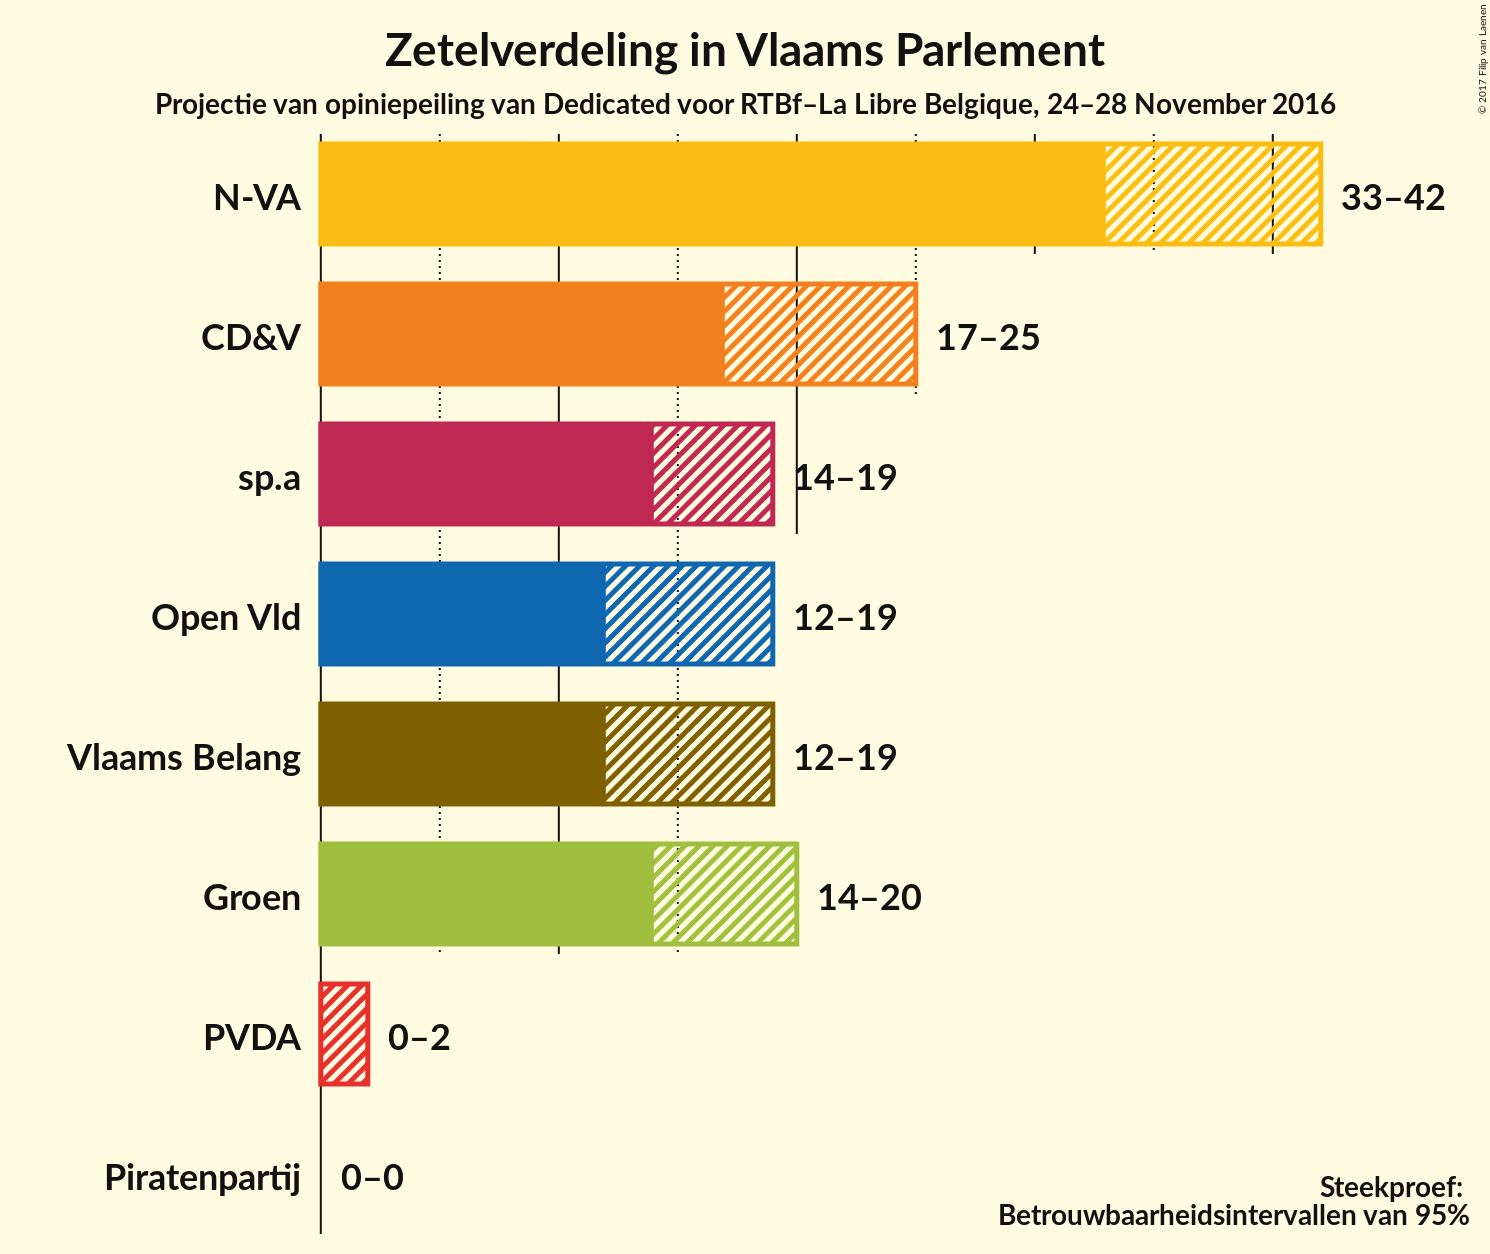 Zetelverdeling in Vlaams Parlement
Projectie van opiniepeiling van Dedicated voor RTBf–La Libre Belgique, 24–28 November 2016
© 2017 Filip van Laenen
N-VA
33–42
CD&V
17–25
sp.a
14–19
Open Vld
12–19
Vlaams Belang
12–19
Groen
14–20
PVDA
0–2
Piratenpartij
0–0
Steekproef:
Betrouwbaarheidsintervallen van 95%